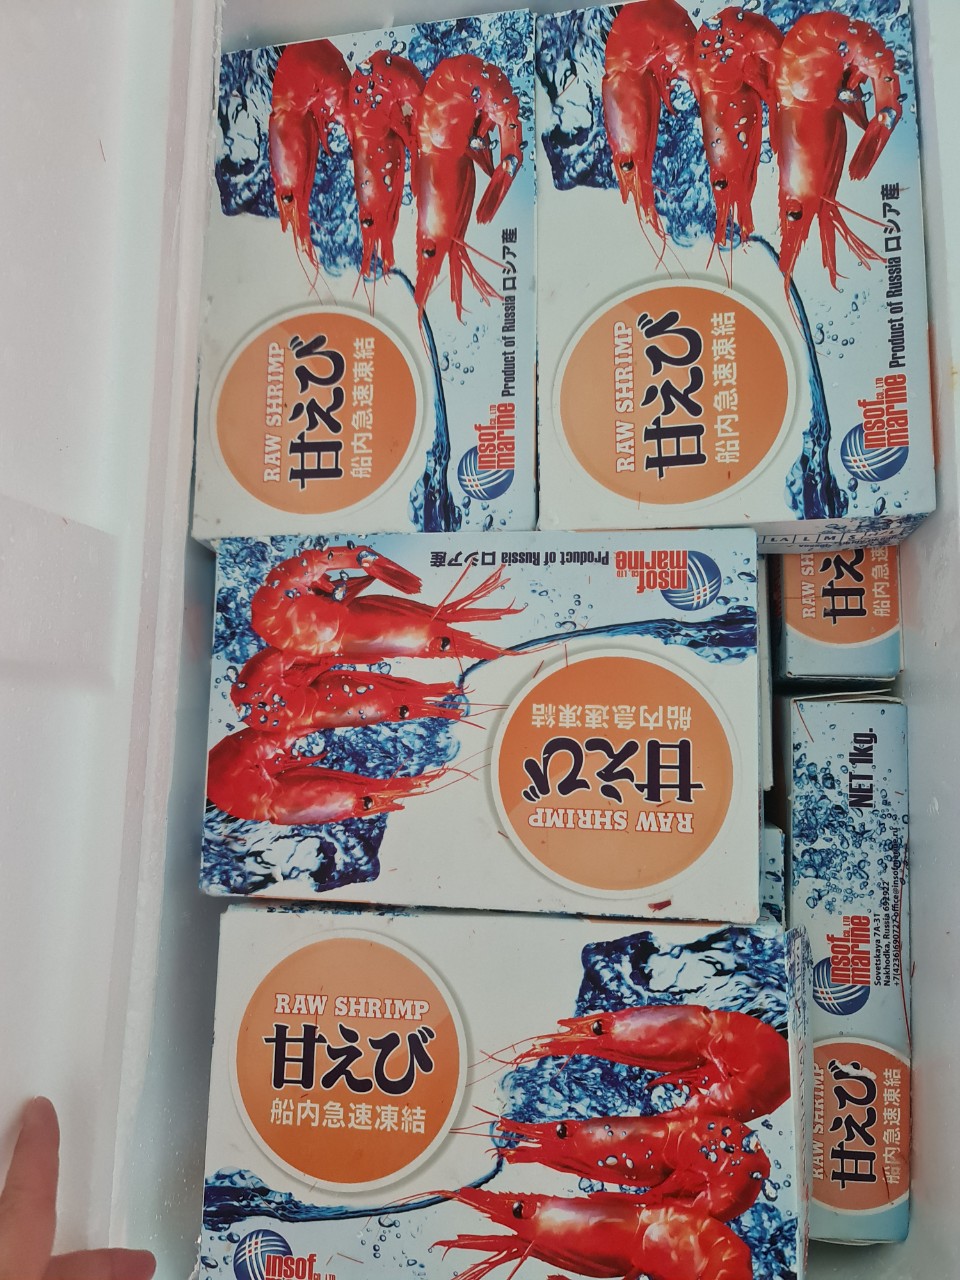 RAW SHRIMP
甘えび
船内急速凍結
Product of Russia ロシア産
insof
CO., LTD
marine
RAW SHRIMP
甘えび
船内急速凍結
Product of Russia ロシア産
insof
CO., LTD
marine
Product of Russia ロシア産
insof
CO., LTD
marine
RAW SHRIMP
甘えび
船内急速凍結
RAW SH
甘え
船内急速
NET 1kg.
insof
CO., LTD
marine
Sovetskaya 7A-31
Nakhodka, Russia 692922
RAW SHRIMP
甘えび
船内急速凍結
RAW SHRIMP
甘えび
船内急速凍結
insof
CO., LTD